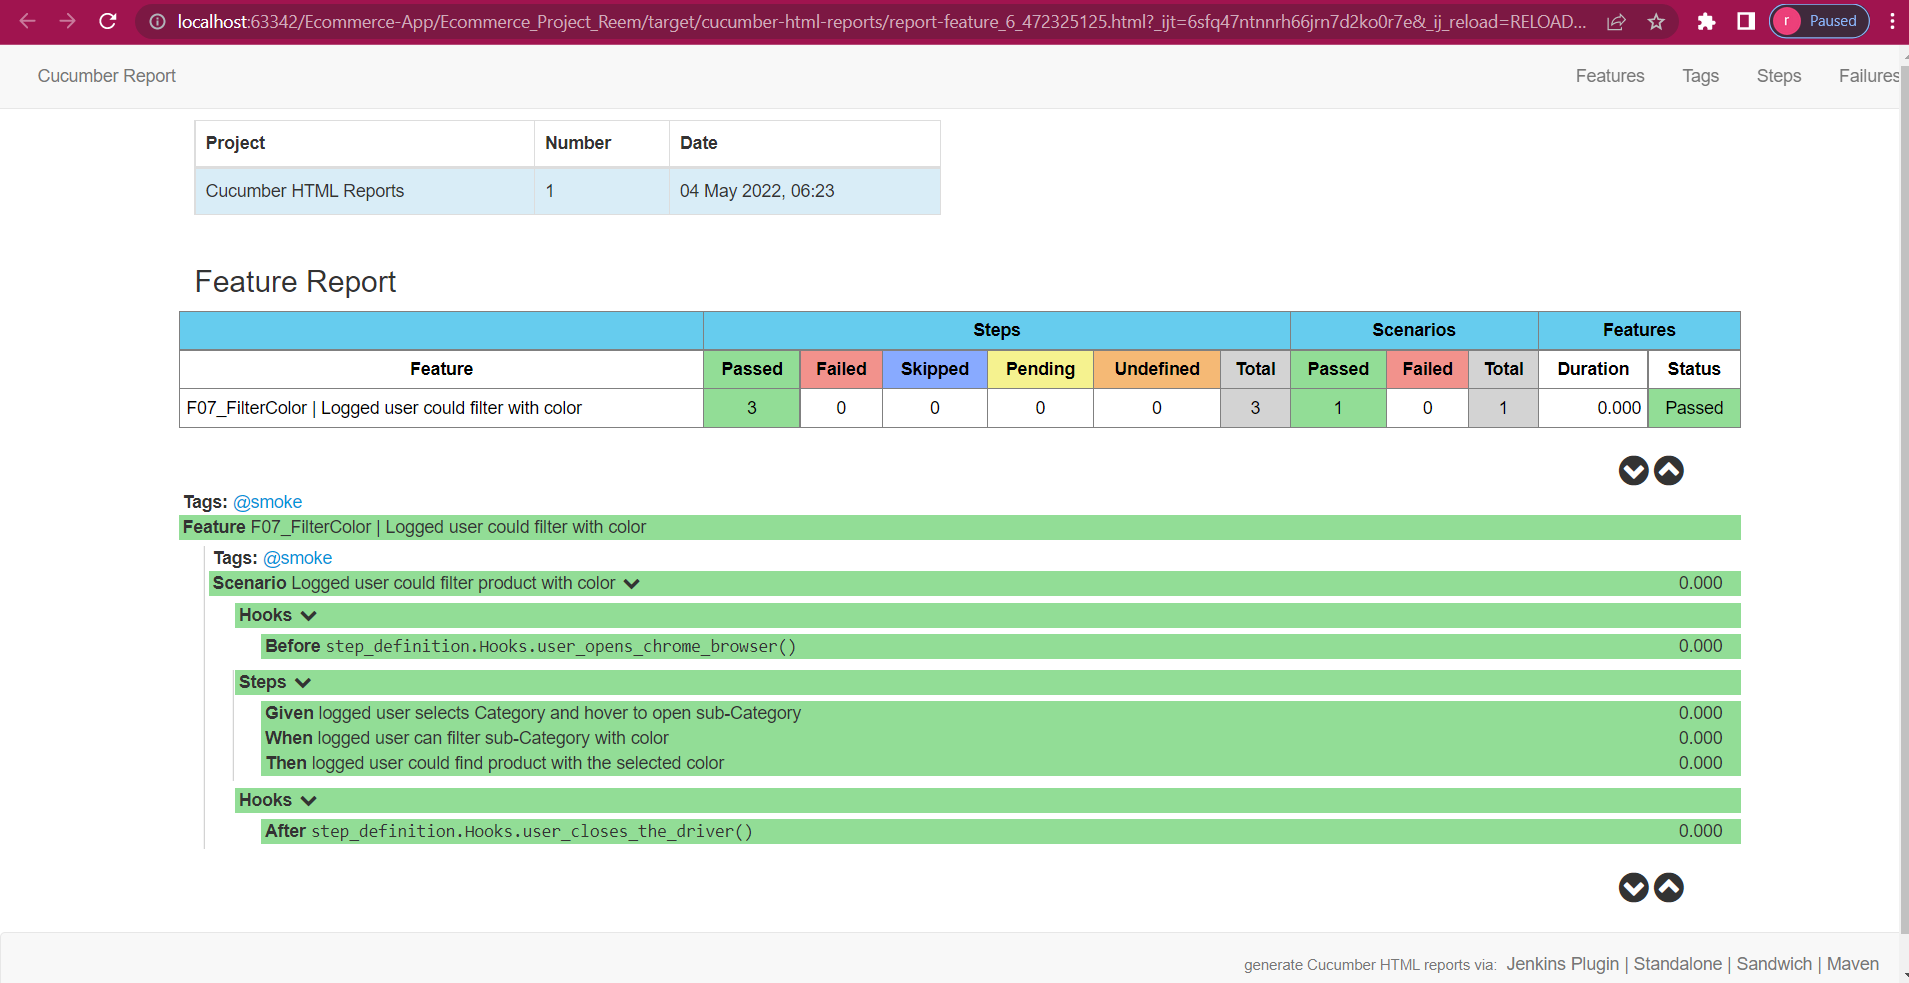 localhost:63342/Ecommerce-App/Ecommerce_Project_Reem/target/cucumber-html-reports/report-feature_6_472325125.html?_ijt=6sfq47ntnnrh66jrn7d2ko0r7e&_ij_reload=RELOAD... r Paused
Cucumber Report Features Tags Steps Failures
Project Number Date
Cucumber HTML Reports 1 04 May 2022, 06:23
Feature Report
Steps Scenarios Features
Feature Passed Failed Skipped Pending Undefined Total Passed Failed Total Duration Status
F07_FilterColor | Logged user could filter with color 3 0 0 0 0 3 1 0 1 0.000 Passed
Tags: @smoke
Feature F07_FilterColor | Logged user could filter with color
Tags: @smoke
Scenario Logged user could filter product with color 0.000
Hooks
Before step_definition.Hooks.user_opens_chrome_browser() 0.000
Steps
Given logged user selects Category and hover to open sub-Category 0.000
When logged user can filter sub-Category with color 0.000
Then logged user could find product with the selected color 0.000
Hooks
After step_definition.Hooks.user_closes_the_driver() 0.000
generate Cucumber HTML reports via: Jenkins Plugin | Standalone | Sandwich | Maven